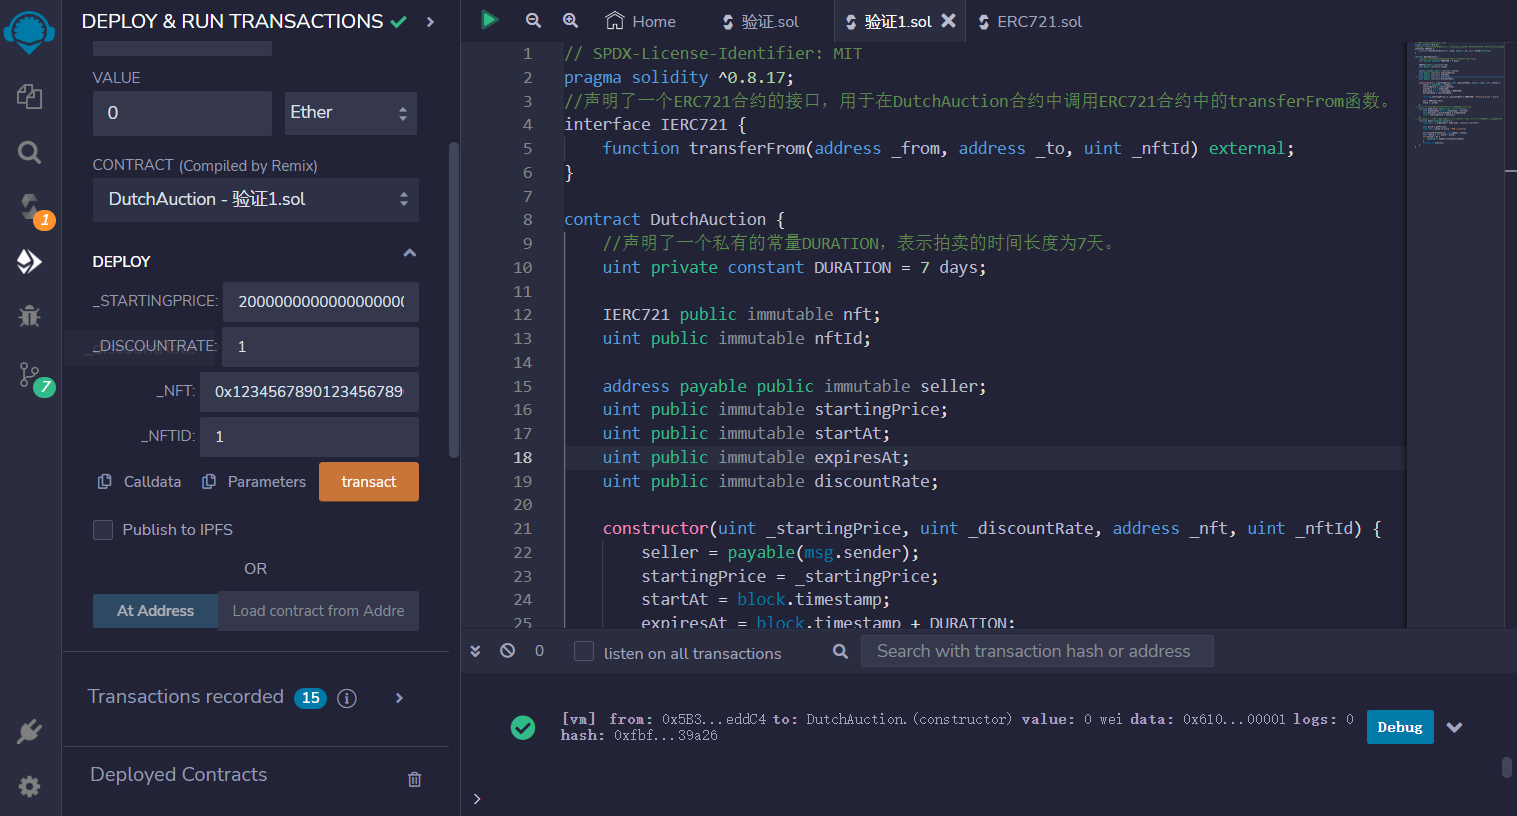 DEPLOY & RUN TRANSACTIONS
VALUE
0
Ether
CONTRACT (Compiled by Remix)
DutchAuction - 验证1.sol
DEPLOY
_STARTINGPRICE:
_DISCOUNTRATE: 1
_NFT: 0x12345678901234567890
_NFTID: 1
Calldata
Parameters
transact
Publish to IPFS
OR
At Address
Load contract from Addre
Transactions recorded 15
Deployed Contracts
1
7
Home
验证.sol
验证1.sol
ERC721.sol
1 // SPDX-License-Identifier: MIT
2 pragma solidity ^0.8.17;
3 //声明了一个ERC721合约的接口，用于在DutchAuction合约中调用ERC721合约中的transferFrom函数。
4 interface IERC721 {
5 function transferFrom(address _from, address _to, uint _nftId) external;
6 }
7
8 contract DutchAuction {
9 //声明了一个私有的常量DURATION，表示拍卖的时间长度为7天。
10 uint private constant DURATION = 7 days;
11
12 IERC721 public immutable nft;
13 uint public immutable nftId;
14
15 address payable public immutable seller;
16 uint public immutable startingPrice;
17 uint public immutable startAt;
18 uint public immutable expiresAt;
19 uint public immutable discountRate;
20
21 constructor(uint _startingPrice, uint _discountRate, address _nft, uint _nftId) {
22 seller = payable(msg.sender);
23 startingPrice = _startingPrice;
24 startAt = block.timestamp;
25 expiresAt = block.timestamp + DURATION;
0
listen on all transactions
Search with transaction hash or address
[vm] from: 0x5B3...eddC4 to: DutchAuction.(constructor) value: 0 wei data: 0x610...00001 logs: 0
hash: 0xfbf...39a26
Debug
>